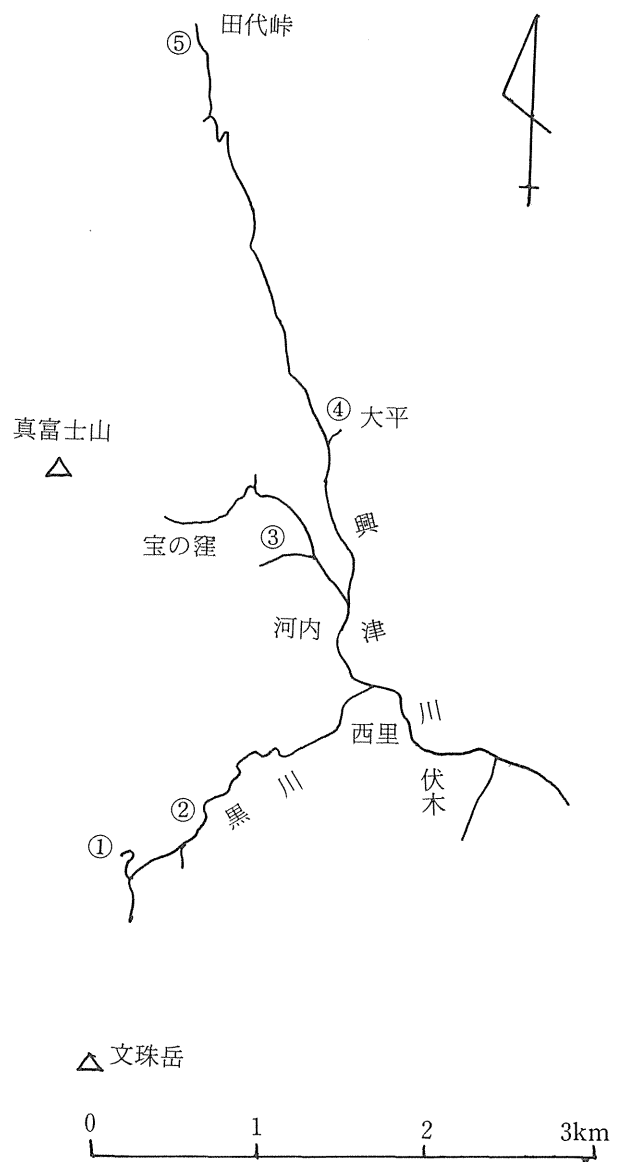 ⑤ 田代峠
④ 大平
真富士山
宝の窪
③
河内
興津川
西里
伏木
黒川
②
①
文珠岳
0 1 2 3km